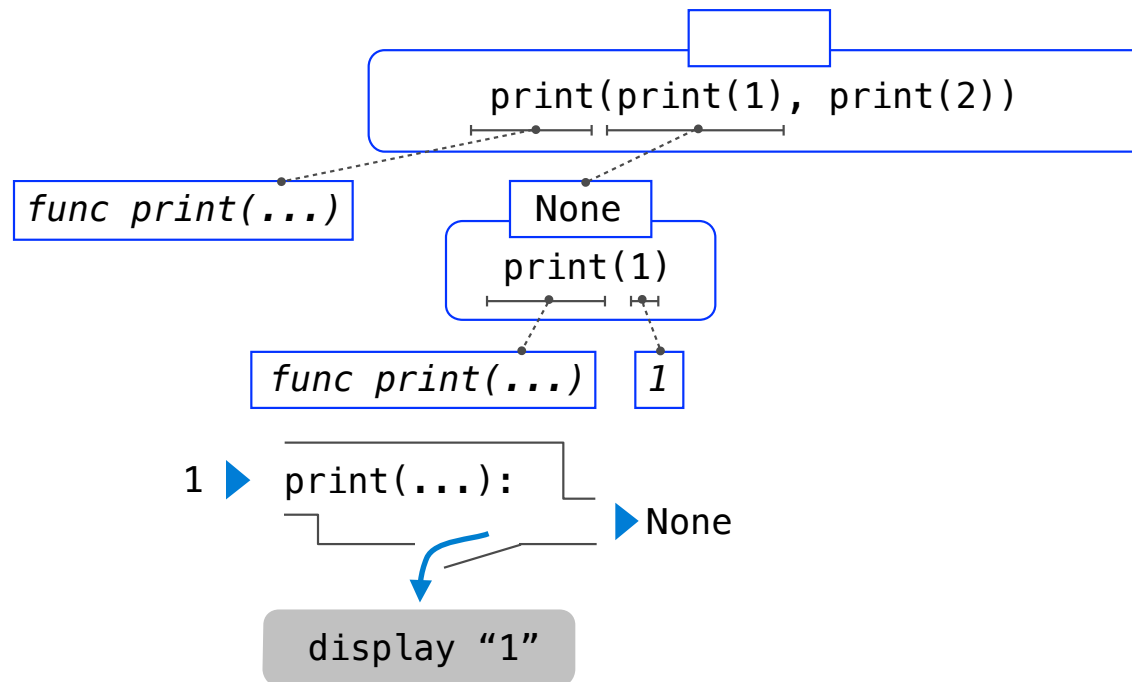 print(print(1), print(2))
func print(...)
None
print(1)
func print(...)
1
1
print(...):
None
display “1”